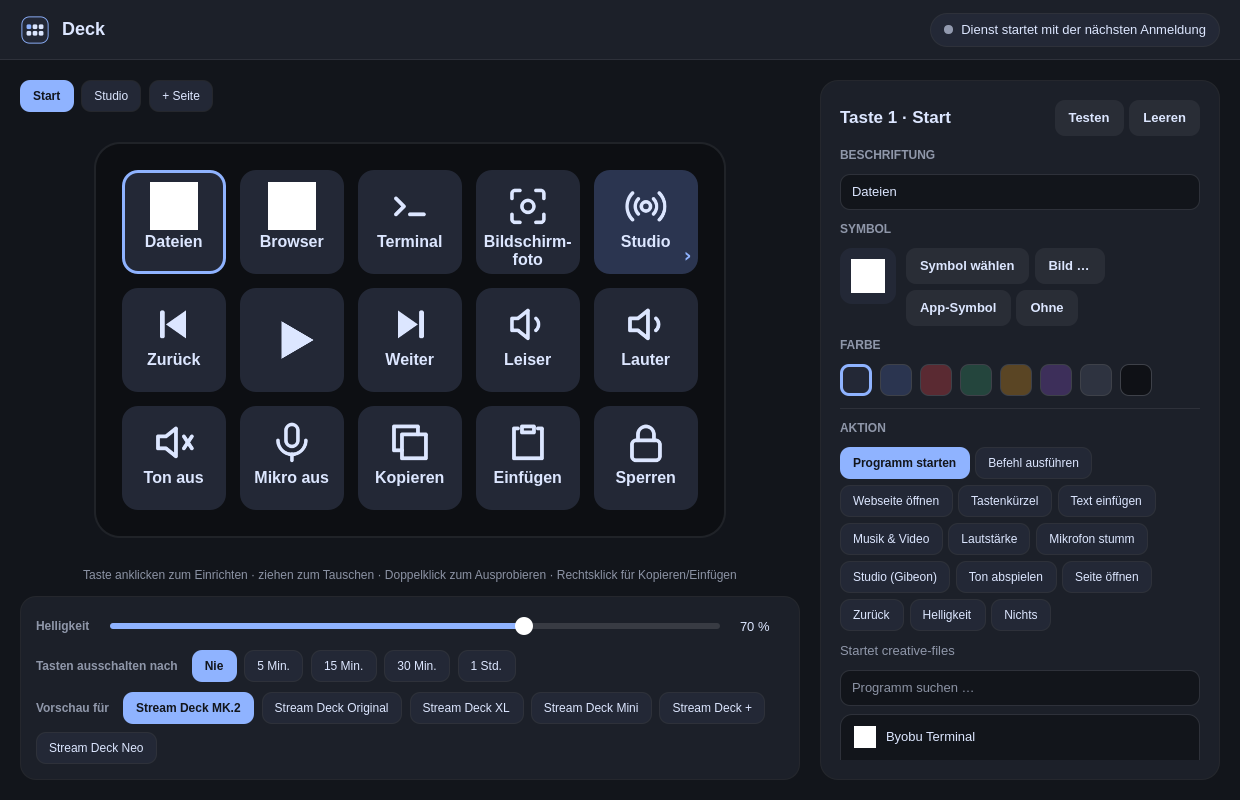 Deck
Dienst startet mit der nächsten Anmeldung
Start
Studio
+ Seite
Dateien
Browser
Terminal
Bildschirm-
foto
Studio
Zurück
Weiter
Leiser
Lauter
Ton aus
Mikro aus
Kopieren
Einfügen
Sperren
Taste anklicken zum Einrichten · ziehen zum Tauschen · Doppelklick zum Ausprobieren · Rechtsklick für Kopieren/Einfügen
Helligkeit
70 %
Tasten ausschalten nach
Nie
5 Min.
15 Min.
30 Min.
1 Std.
Vorschau für
Stream Deck MK.2
Stream Deck Original
Stream Deck XL
Stream Deck Mini
Stream Deck +
Stream Deck Neo
Taste 1 · Start
Testen
Leeren
BESCHRIFTUNG
Dateien
SYMBOL
Symbol wählen
Bild …
App-Symbol
Ohne
FARBE
AKTION
Programm starten
Befehl ausführen
Webseite öffnen
Tastenkürzel
Text einfügen
Musik & Video
Lautstärke
Mikrofon stumm
Studio (Gibeon)
Ton abspielen
Seite öffnen
Zurück
Helligkeit
Nichts
Startet creative-files
Programm suchen …
Byobu Terminal